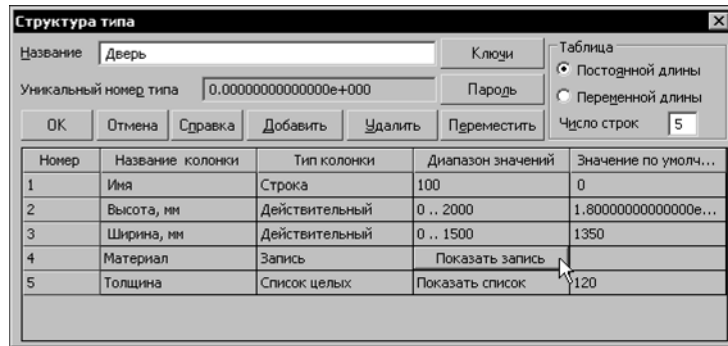 Структура типа
Название Дверь Ключи Таблица
Уникальный номер типа 0.00000000000000e+000 Пароль Постоянной длины
Переменной длины
ОК Отмена Справка Добавить Удалить Переместить Число строк 5
Номер Название колонки Тип колонки Диапазон значений Значение по умолч...
1 Имя Строка 100 0
2 Высота, мм Действительный 0 .. 2000 1.80000000000000e...
3 Ширина, мм Действительный 0 .. 1500 1350
4 Материал Запись Показать запись
5 Толщина Список целых Показать список 120